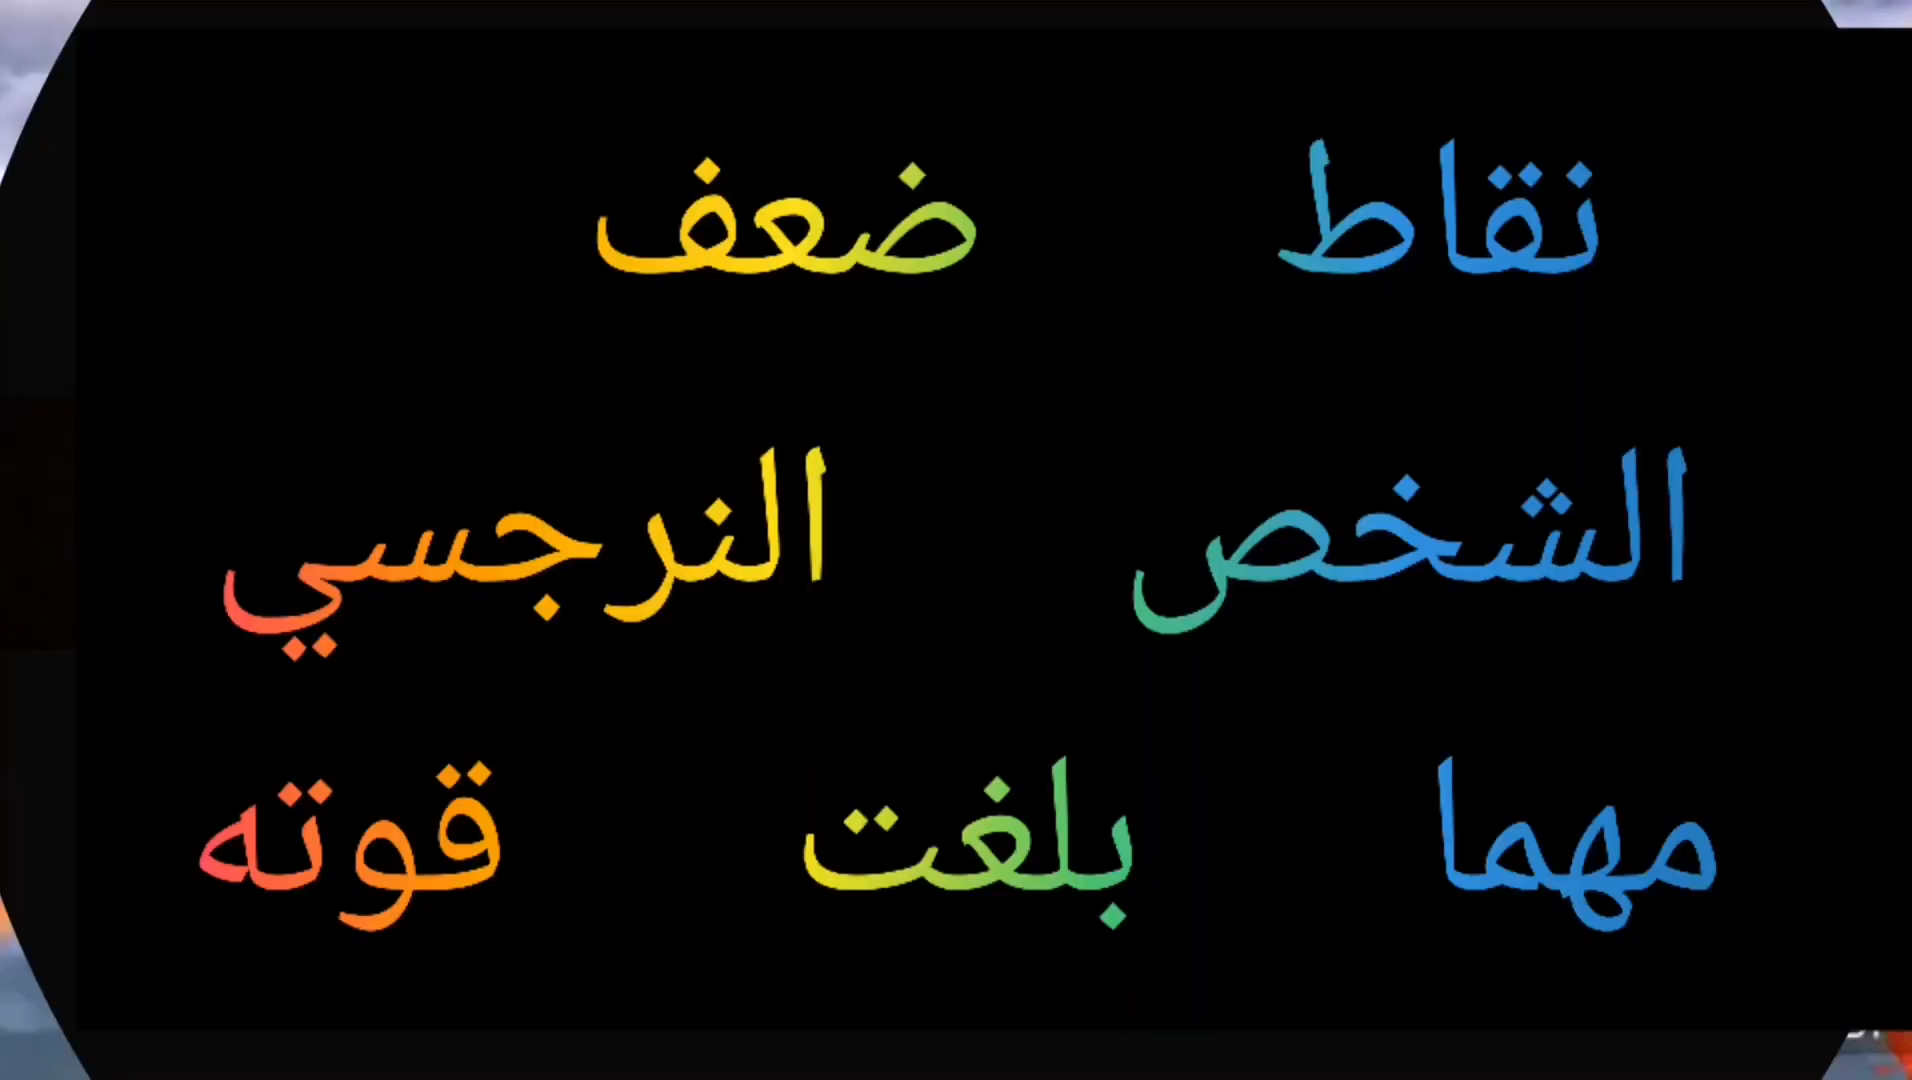 نقاط ضعف
الشخص النرجسي
مهما بلغت قوته